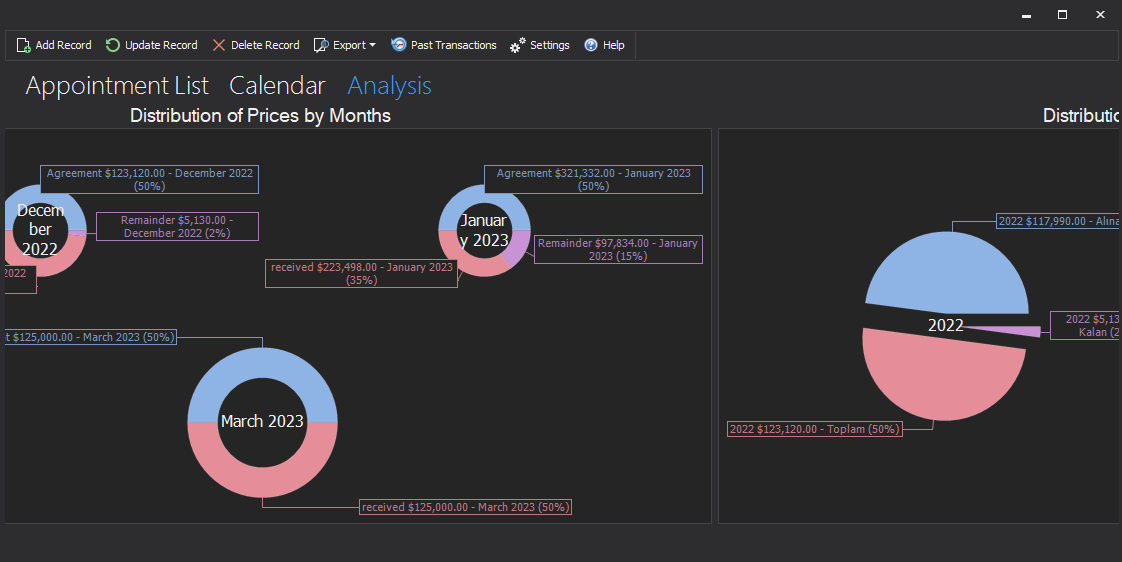 Add Record
Update Record
Delete Record
Export
Past Transactions
Settings
Help
Appointment List
Calendar
Analysis
Distribution of Prices by Months
Agreement $123,120.00 - December 2022
(50%)
Decem
ber
2022
Remainder $5,130.00 -
December 2022 (2%)
2022
Agreement $321,332.00 - January 2023
(50%)
Januar
y 2023
Remainder $97,834.00 - January
2023 (15%)
received $223,498.00 - January 2023
(35%)
t $125,000.00 - March 2023 (50%)
March 2023
received $125,000.00 - March 2023 (50%)
Distributio
2022 $117,990.00 - Alına
2022
2022 $5,13
Kalan (2
2022 $123,120.00 - Toplam (50%)